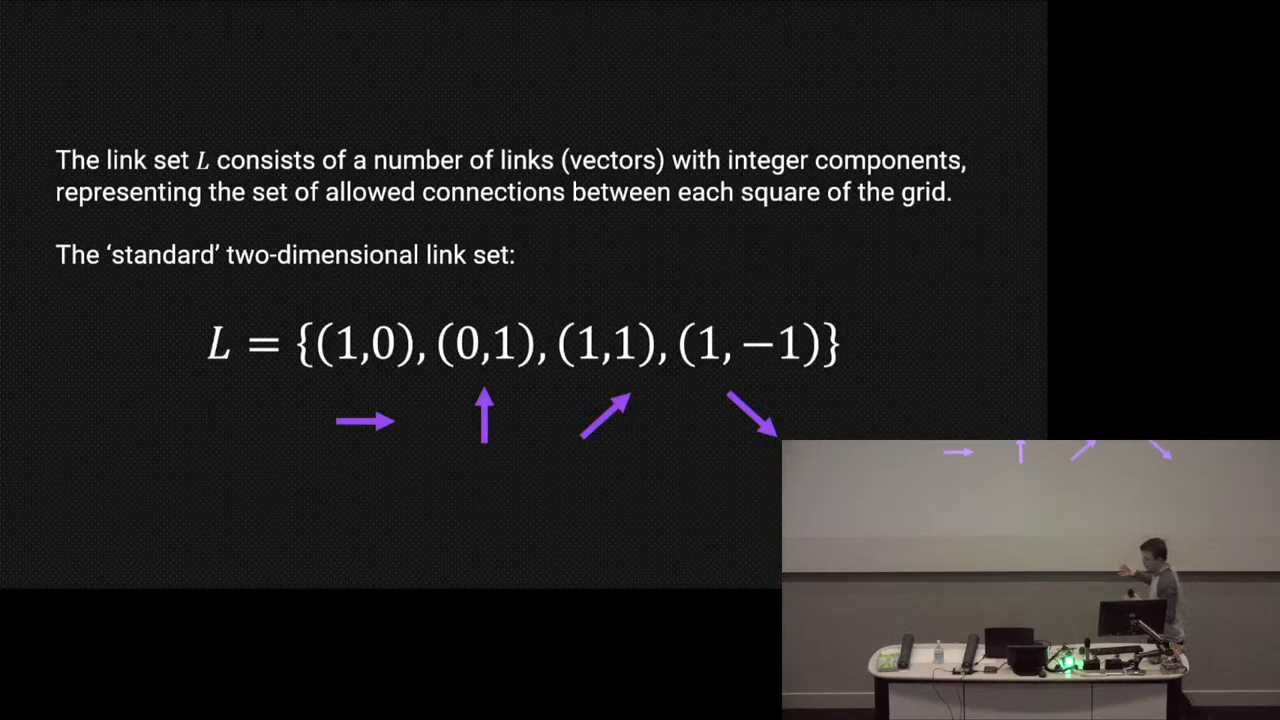 The link set L consists of a number of links (vectors) with integer components,
representing the set of allowed connections between each square of the grid.
The ‘standard’ two-dimensional link set:
L = {(1,0), (0,1), (1,1), (1, −1)}